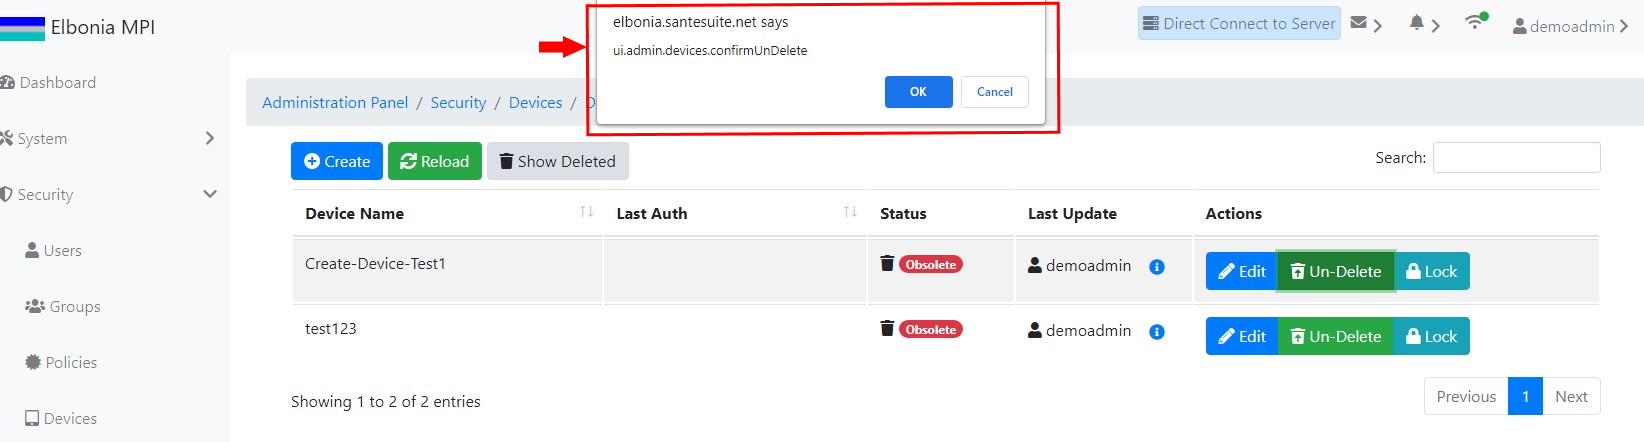 Elbonia MPI
elbonia.santesuite.net says
ui.admin.devices.confirmUnDelete
OK Cancel
Direct Connect to Server
demoadmin
Dashboard
System
Security
Users
Groups
Policies
Devices
Administration Panel / Security / Devices / D
Create Reload Show Deleted
Search:
Device Name Last Auth Status Last Update Actions
Create-Device-Test1 Obsolete demoadmin Edit Un-Delete Lock
test123 Obsolete demoadmin Edit Un-Delete Lock
Showing 1 to 2 of 2 entries
Previous 1 Next